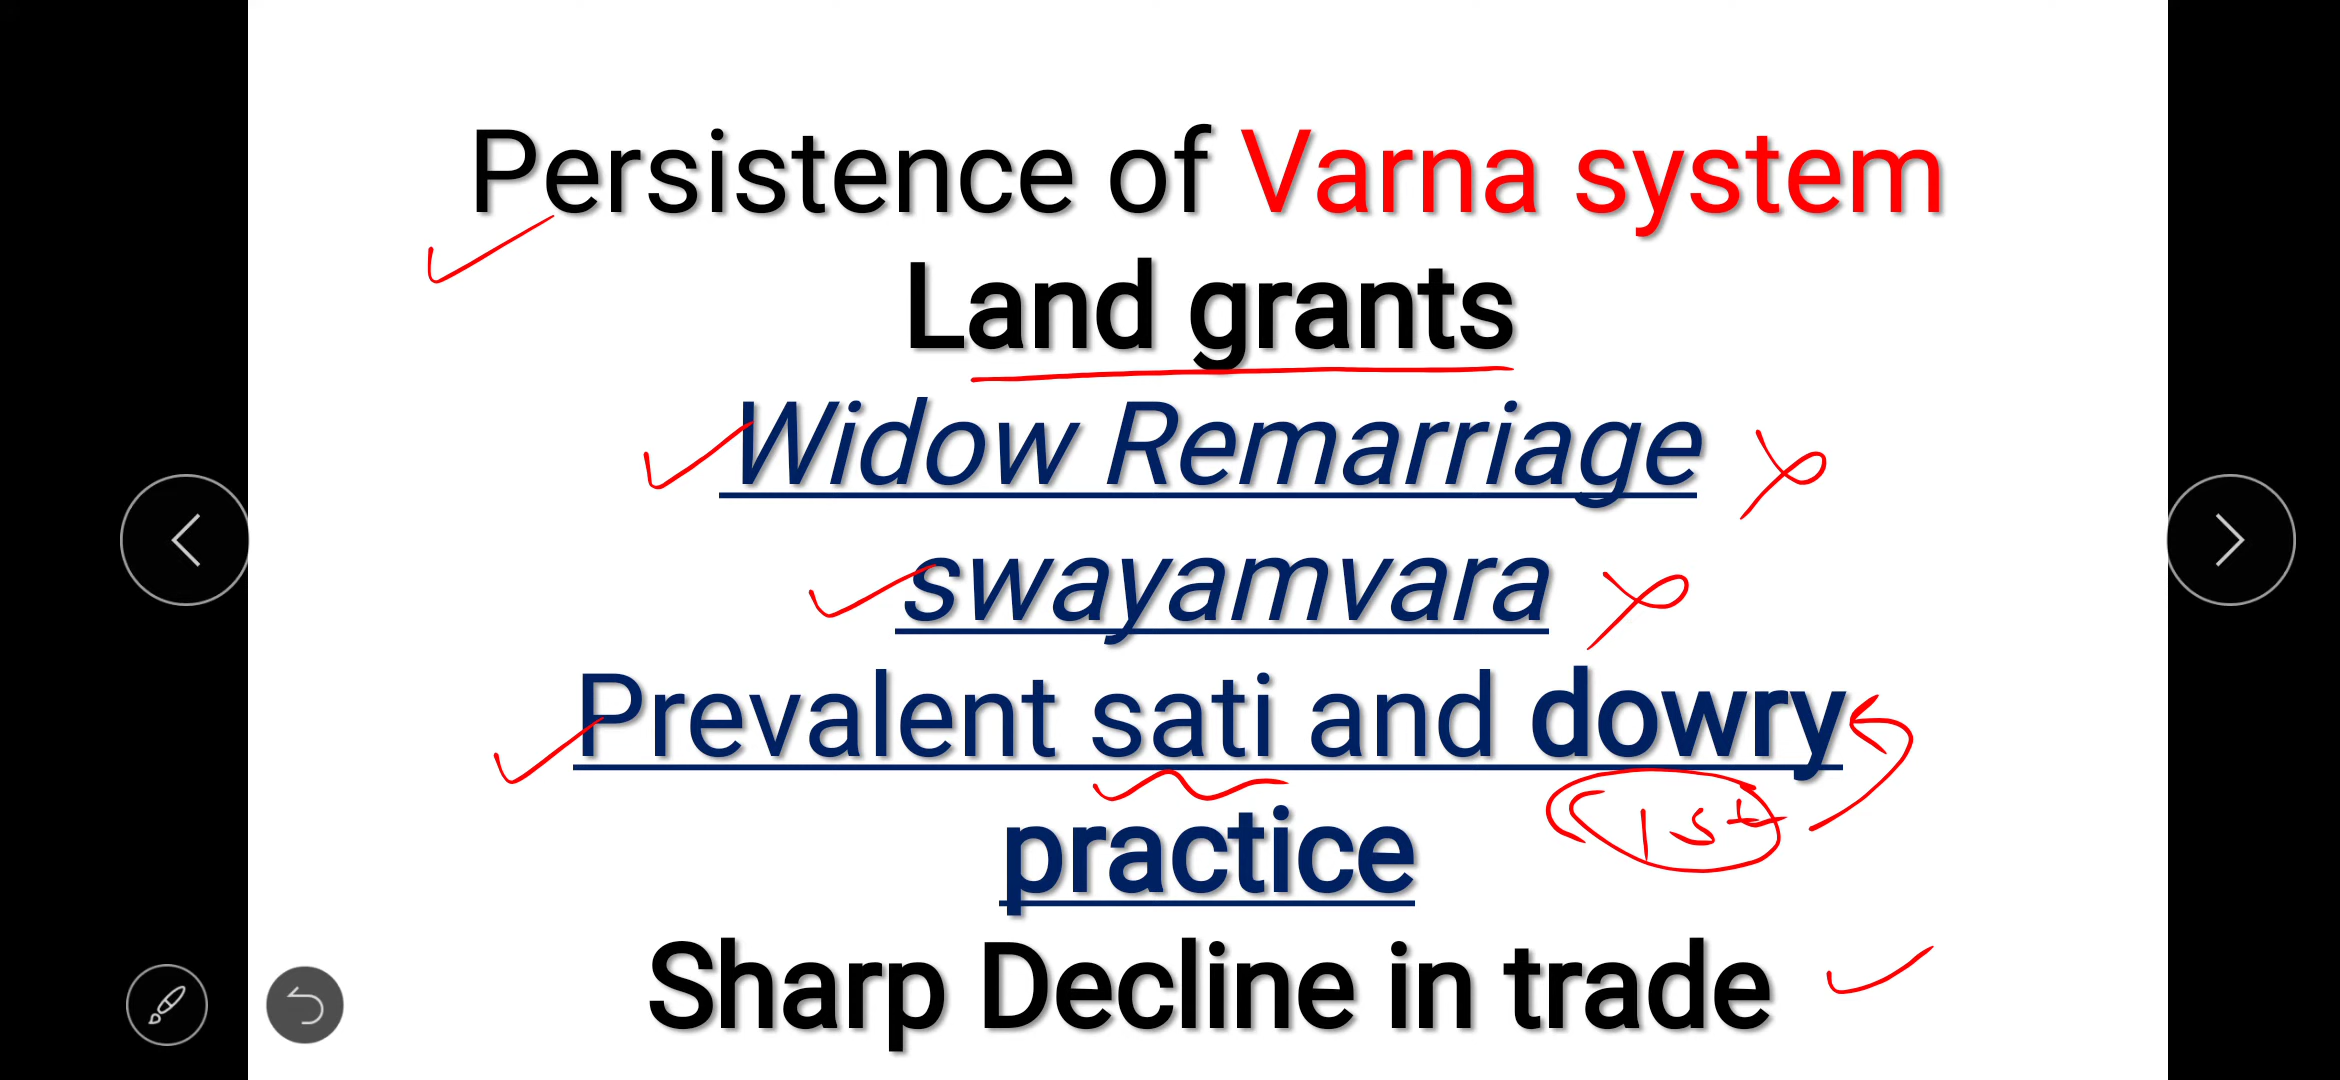 Persistence of Varna system
Land grants
Widow Remarriage
swayamvara
Prevalent sati and dowry
1st
practice
Sharp Decline in trade